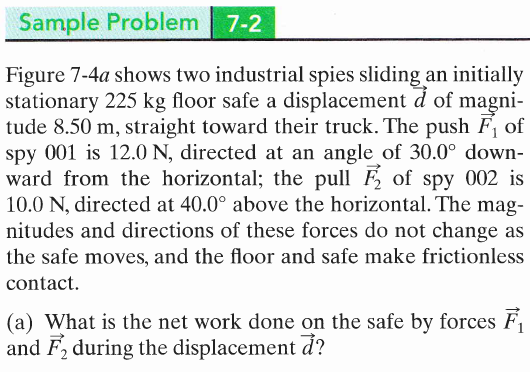 Sample Problem 7-2
Figure 7-4a shows two industrial spies sliding an initially
stationary 225 kg floor safe a displacement d⃗ of magni-
tude 8.50 m, straight toward their truck. The push F⃗₁ of
spy 001 is 12.0 N, directed at an angle of 30.0° down-
ward from the horizontal; the pull F⃗₂ of spy 002 is
10.0 N, directed at 40.0° above the horizontal. The mag-
nitudes and directions of these forces do not change as
the safe moves, and the floor and safe make frictionless
contact.
(a) What is the net work done on the safe by forces F⃗₁
and F⃗₂ during the displacement d⃗?